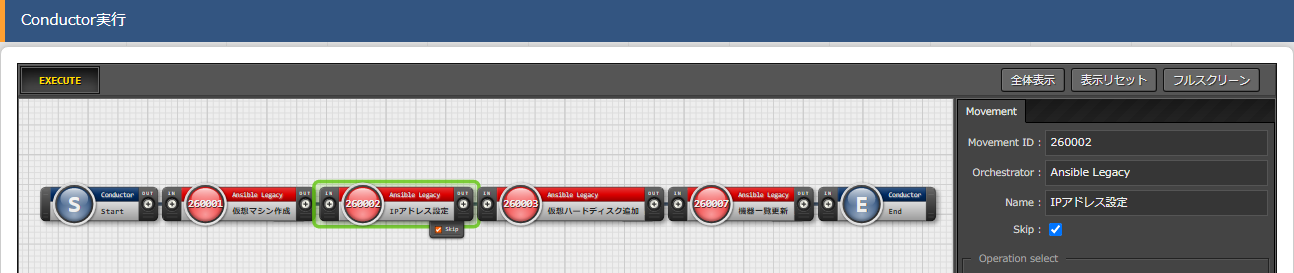 Conductor実行
EXECUTE
全体表示
表示リセット
フルスクリーン
Movement
Movement ID : 260002
Orchestrator : Ansible Legacy
Name : IPアドレス設定
Skip :
Operation select
S
Conductor
Start
OUT
IN
260001
Ansible Legacy
仮想マシン作成
OUT
IN
260002
Ansible Legacy
IPアドレス設定
OUT
Skip
IN
260003
Ansible Legacy
仮想ハードディスク追加
OUT
IN
260007
Ansible Legacy
機器一覧更新
OUT
IN
E
Conductor
End